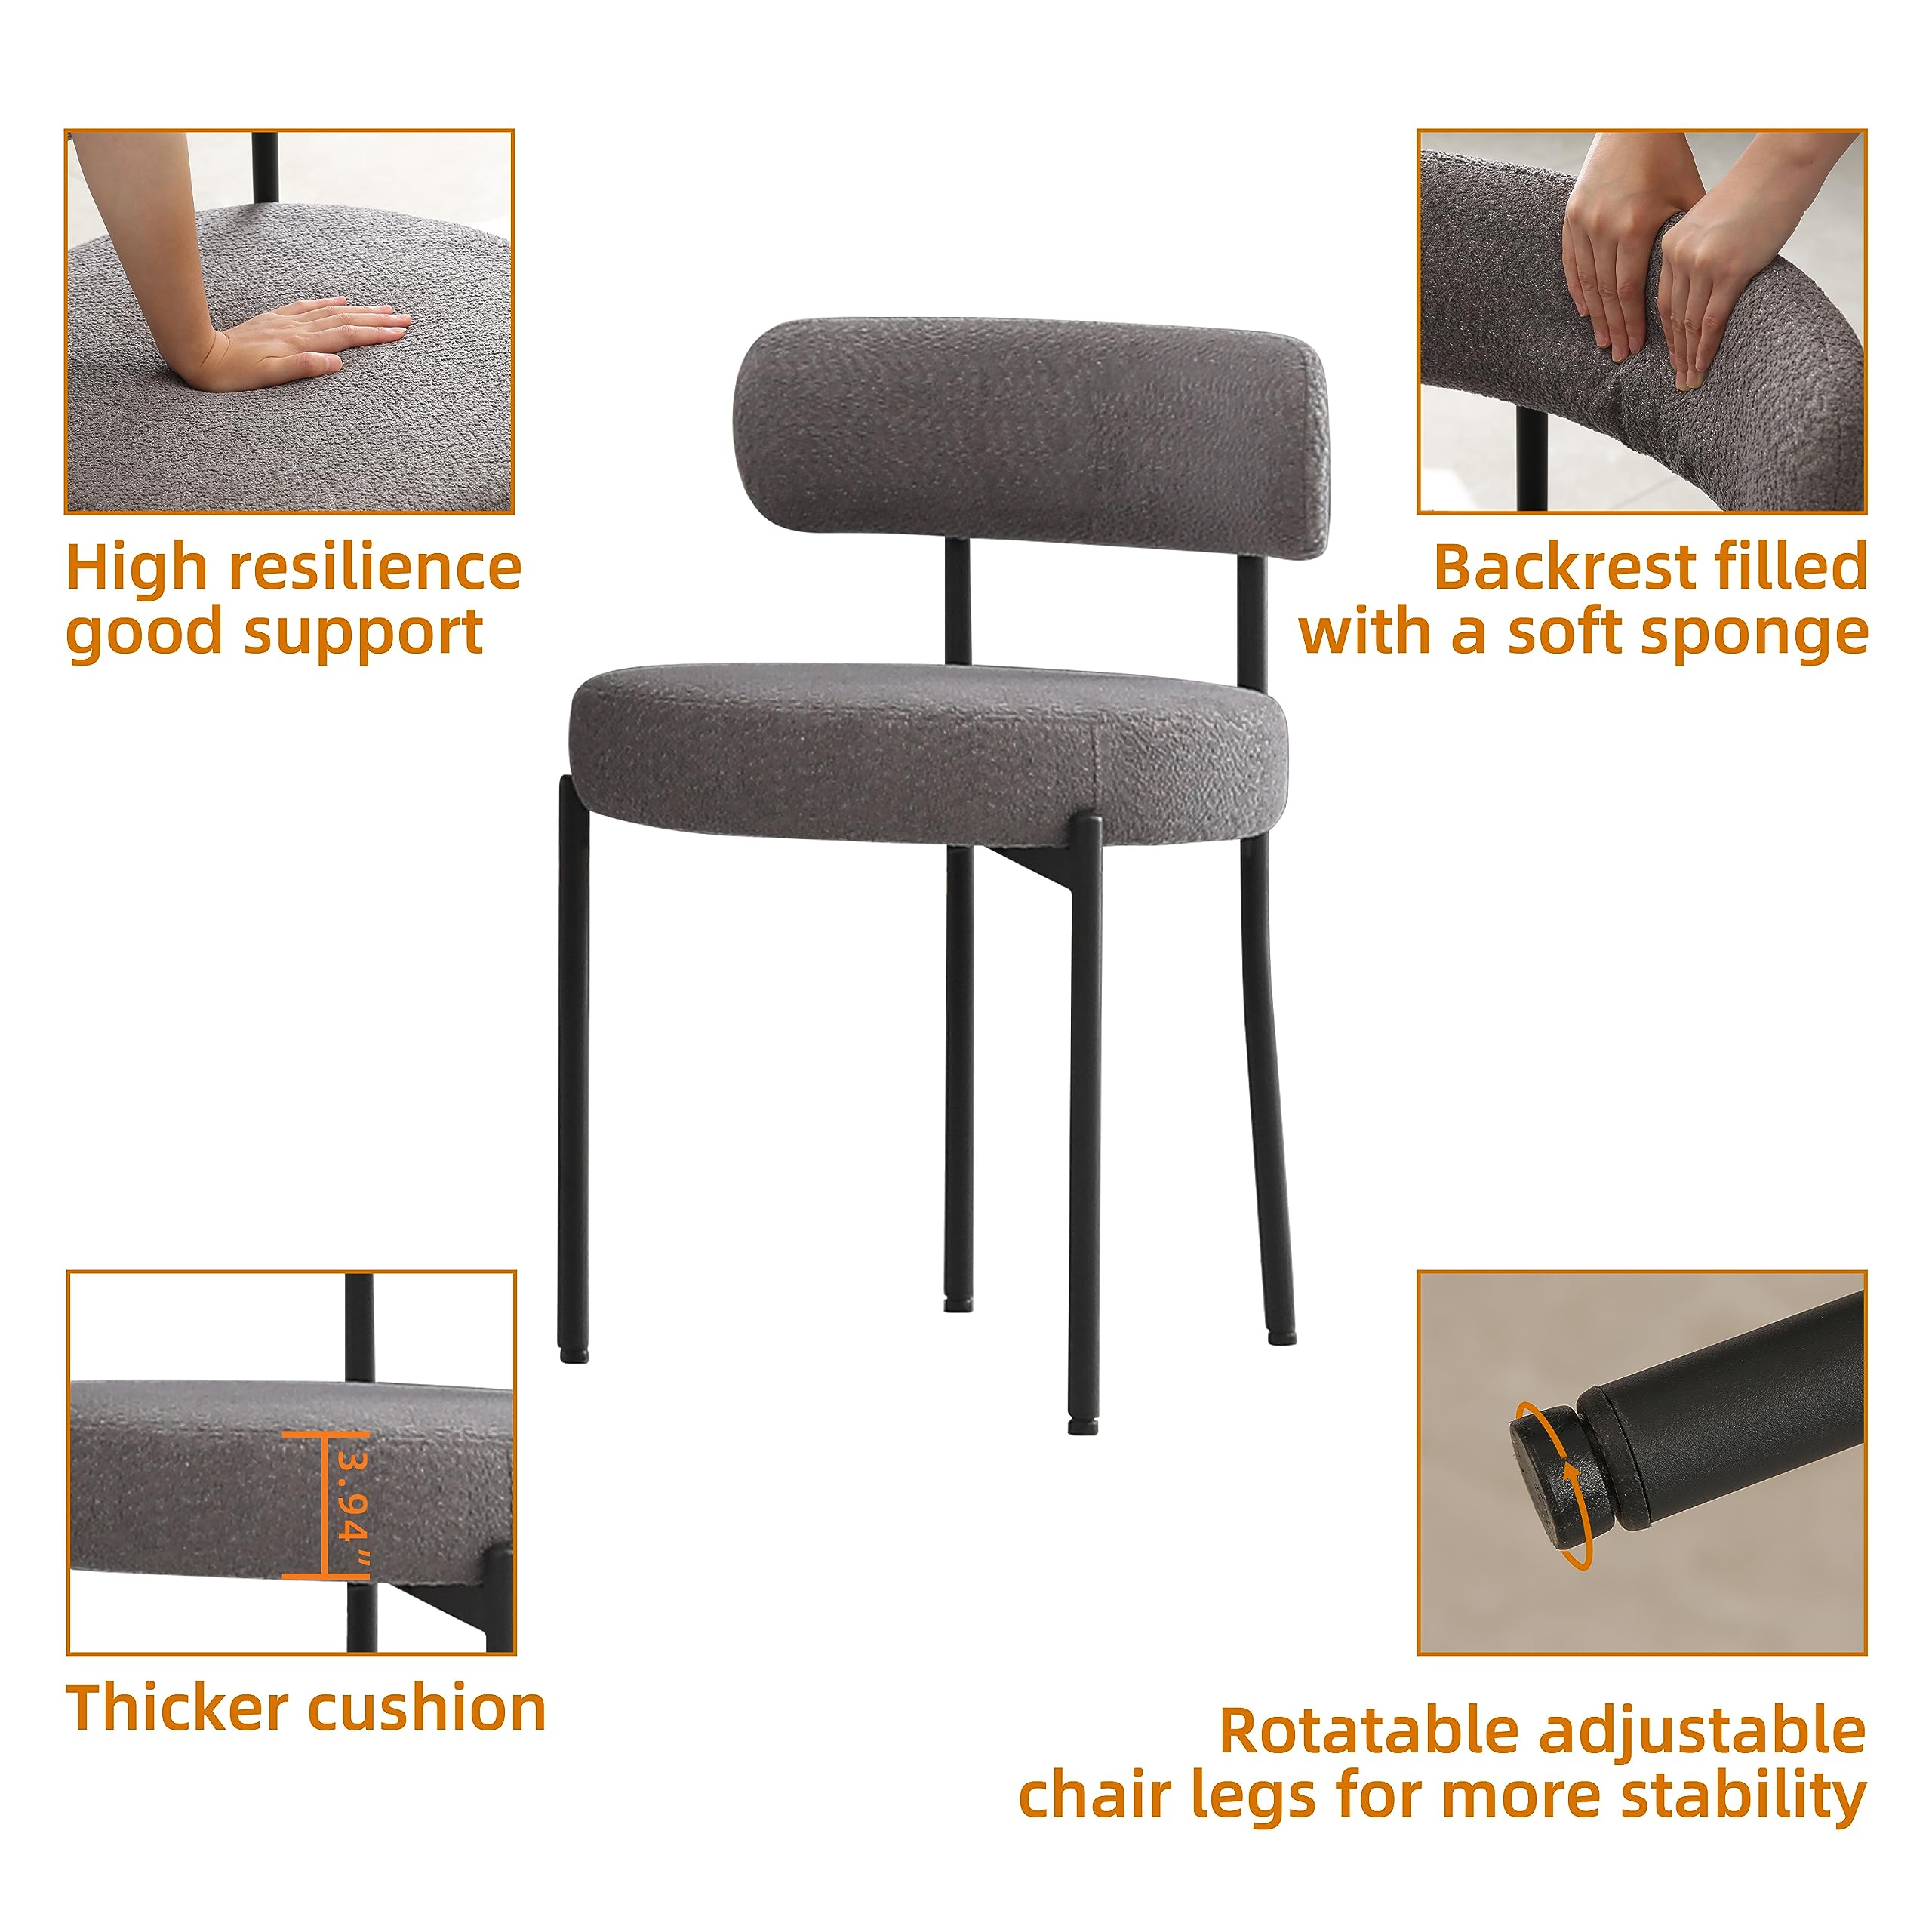 High resilience
good support
Backrest filled
with a soft sponge
3.94"
Thicker cushion
Rotatable adjustable
chair legs for more stability